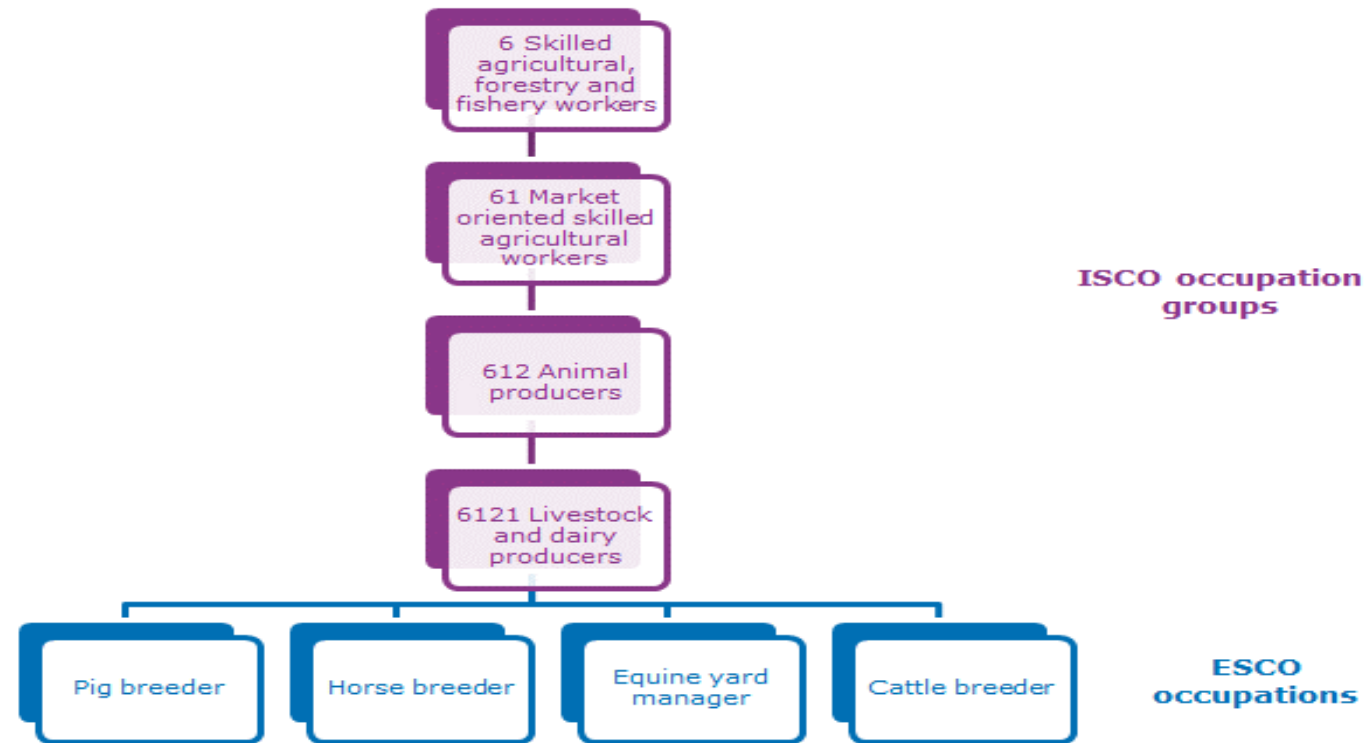 6 Skilled
agricultural,
forestry and
fishery workers
61 Market
oriented skilled
agricultural
workers
ISCO occupation
groups
612 Animal
producers
6121 Livestock
and dairy
producers
Pig breeder
Horse breeder
Equine yard
manager
Cattle breeder
ESCO
occupations